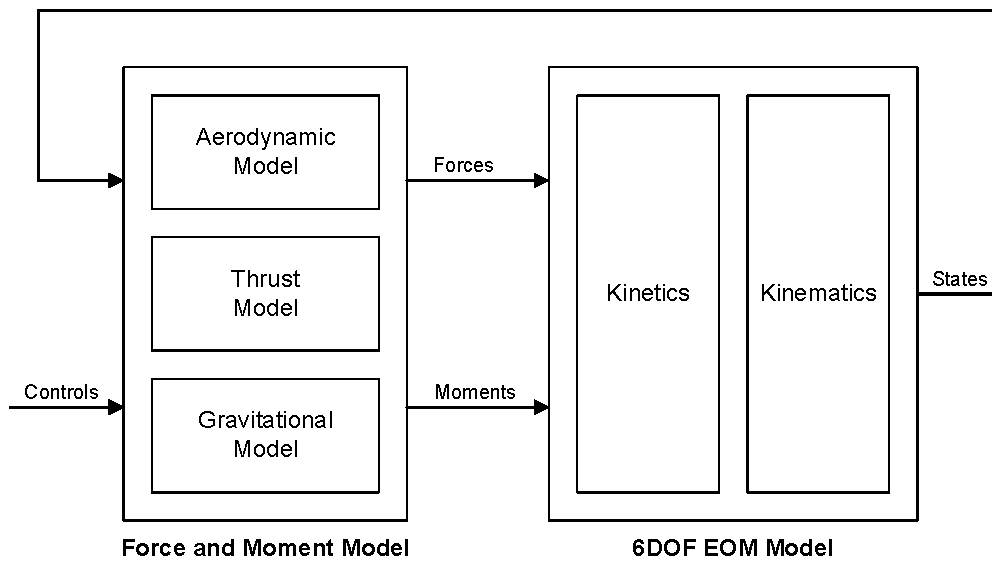 Aerodynamic
Model
Forces
Thrust
Model
Kinetics
Kinematics
States
Controls
Moments
Gravitational
Model
Force and Moment Model
6DOF EOM Model